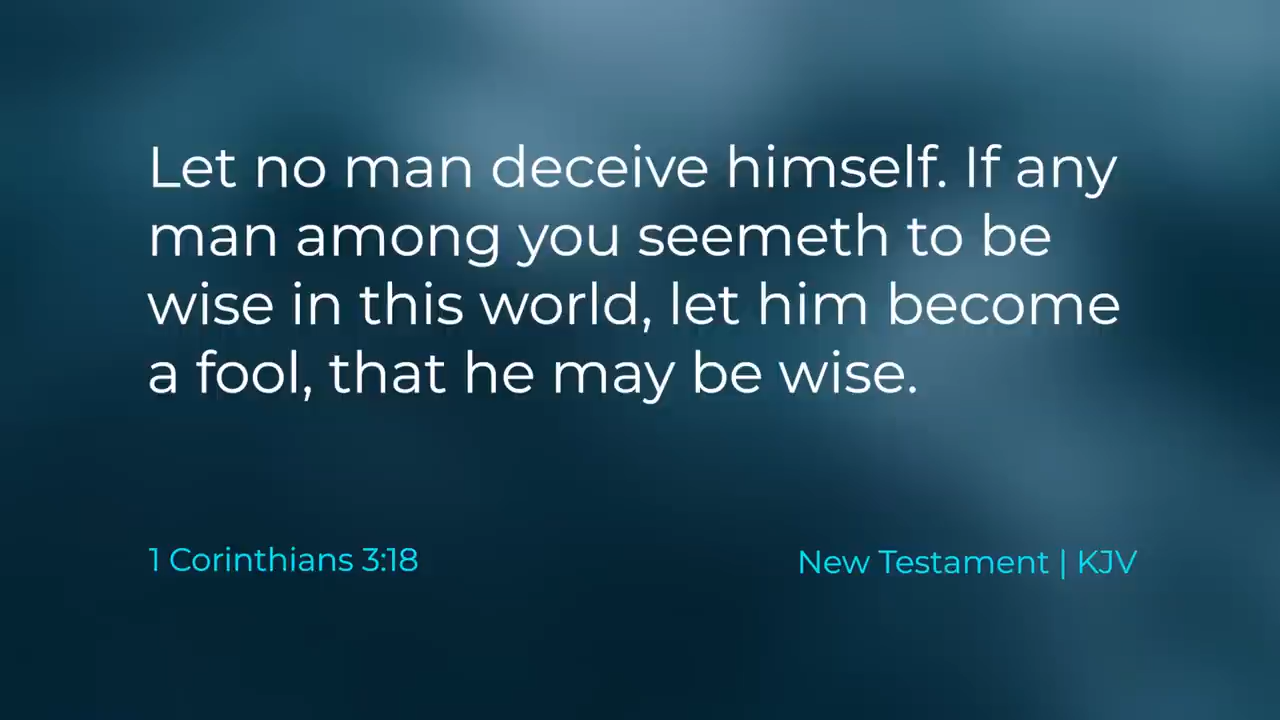 Let no man deceive himself. If any
man among you seemeth to be
wise in this world, let him become
a fool, that he may be wise.
1 Corinthians 3:18
New Testament | KJV